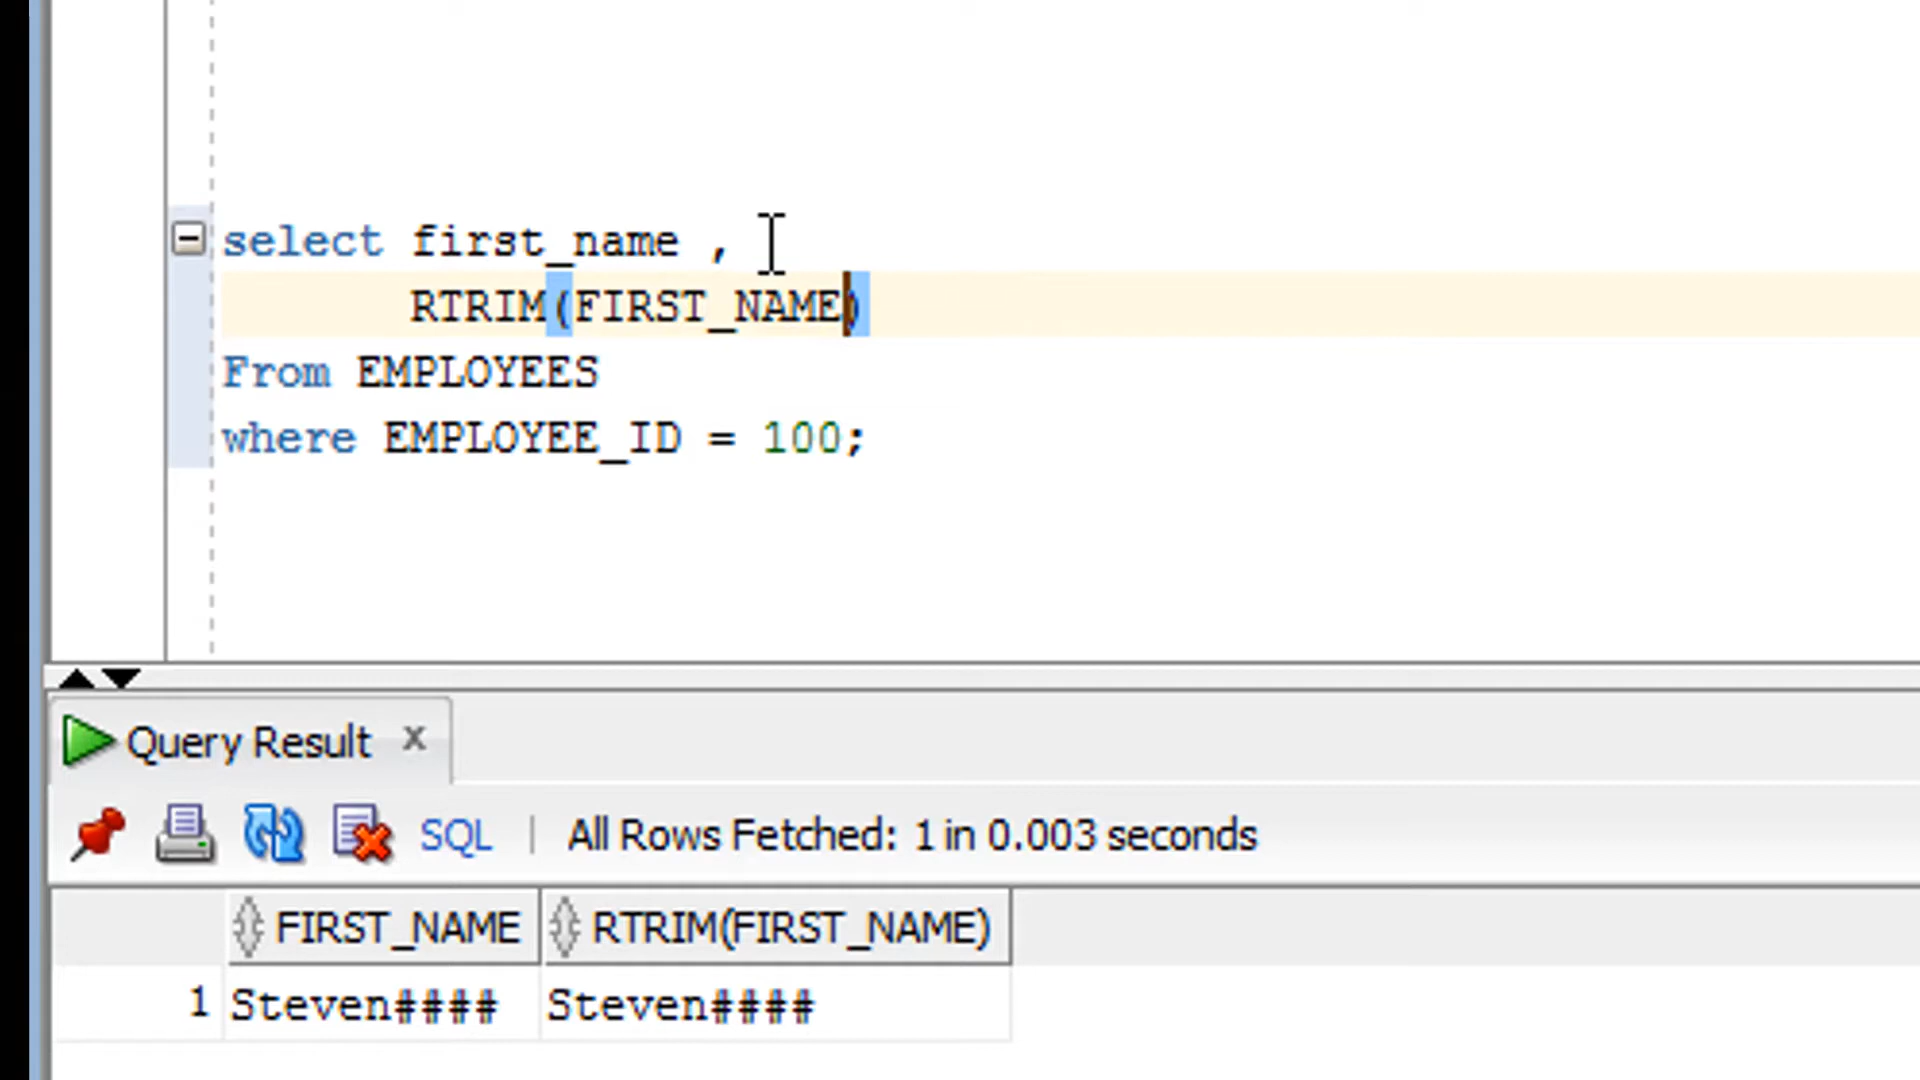 select first_name ,
RTRIM(FIRST_NAME)
From EMPLOYEES
where EMPLOYEE_ID = 100;
Query Result x
SQL | All Rows Fetched: 1 in 0.003 seconds
FIRST_NAME RTRIM(FIRST_NAME)
1 Steven#### Steven####